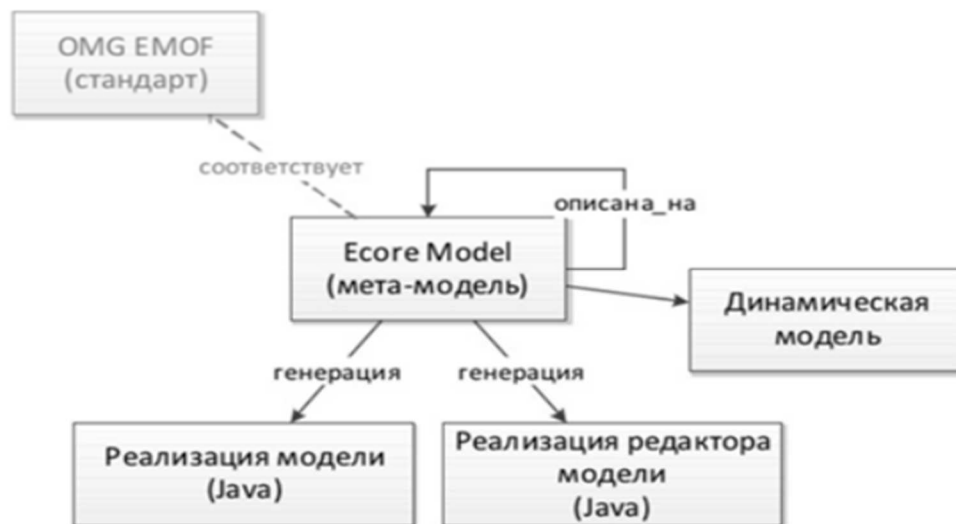 OMG EMOF
(стандарт)
соответствует
описана_на
Ecore Model
(мета-модель)
Динамическая
модель
генерация
генерация
Реализация модели
(Java)
Реализация редактора
модели
(Java)